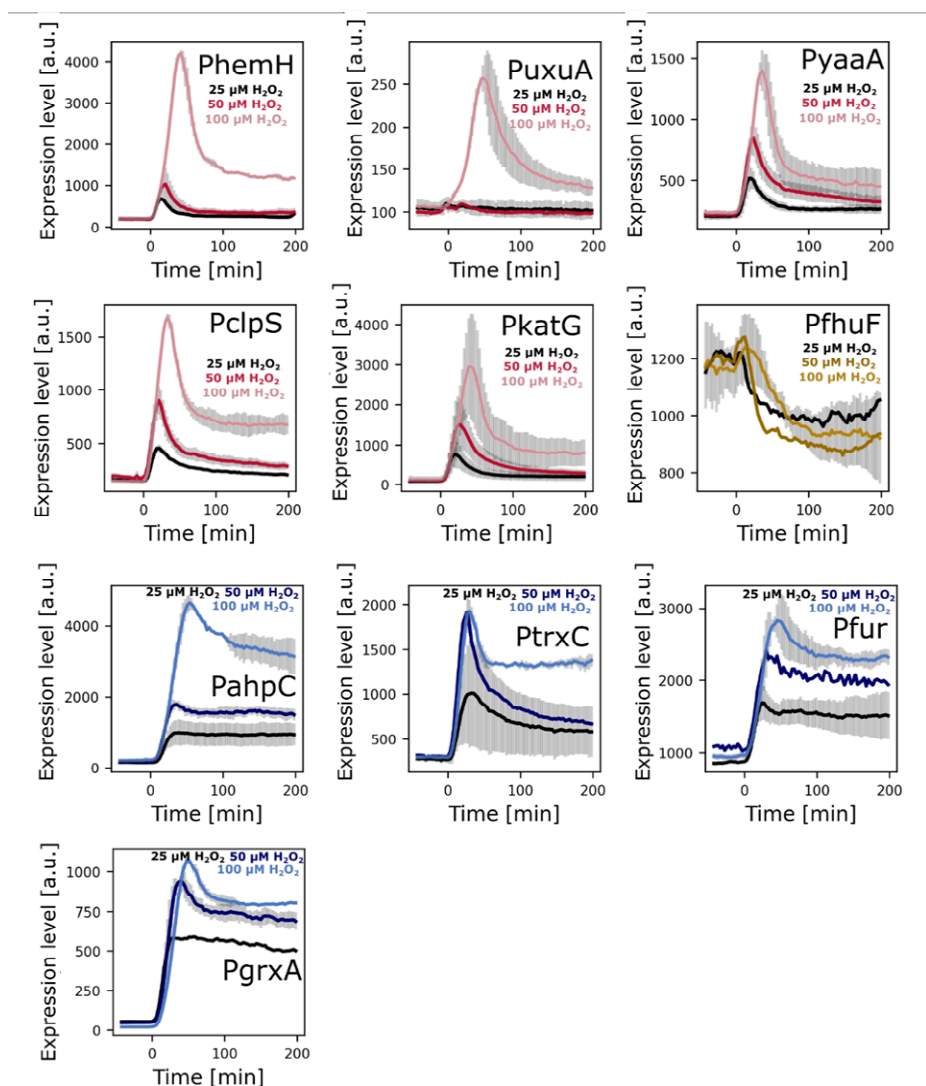 PhemH
25 µM H₂O₂
50 µM H₂O₂
100 µM H₂O₂
Expression level [a.u.]
4000
3000
2000
1000
0
0 100 200
Time [min]
PuxuA
25 µM H₂O₂
50 µM H₂O₂
100 µM H₂O₂
Expression level [a.u.]
300
250
200
150
100
0 100 200
Time [min]
PyaaA
25 µM H₂O₂
50 µM H₂O₂
100 µM H₂O₂
Expression level [a.u.]
1500
1000
500
0 100 200
Time [min]
PclpS
25 µM H₂O₂
50 µM H₂O₂
100 µM H₂O₂
Expression level [a.u.]
1500
1000
500
0 100 200
Time [min]
PkatG
25 µM H₂O₂
50 µM H₂O₂
100 µM H₂O₂
Expression level [a.u.]
4000
3000
2000
1000
0
0 100 200
Time [min]
PfhuF
25 µM H₂O₂
50 µM H₂O₂
100 µM H₂O₂
Expression level [a.u.]
1200
1000
800
0 100 200
Time [min]
25 µM H₂O₂ 50 µM H₂O₂
100 µM H₂O₂
PahpC
Expression level [a.u.]
4000
2000
0
0 100 200
Time [min]
25 µM H₂O₂ 50 µM H₂O₂
100 µM H₂O₂
PtrxC
Expression level [a.u.]
2000
1500
1000
500
0 100 200
Time [min]
25 µM H₂O₂ 50 µM H₂O₂
100 µM H₂O₂
Pfur
Expression level [a.u.]
3000
2000
1000
0 100 200
Time [min]
25 µM H₂O₂ 50 µM H₂O₂
100 µM H₂O₂
PgrxA
Expression level [a.u.]
1000
750
500
250
0
0 100 200
Time [min]